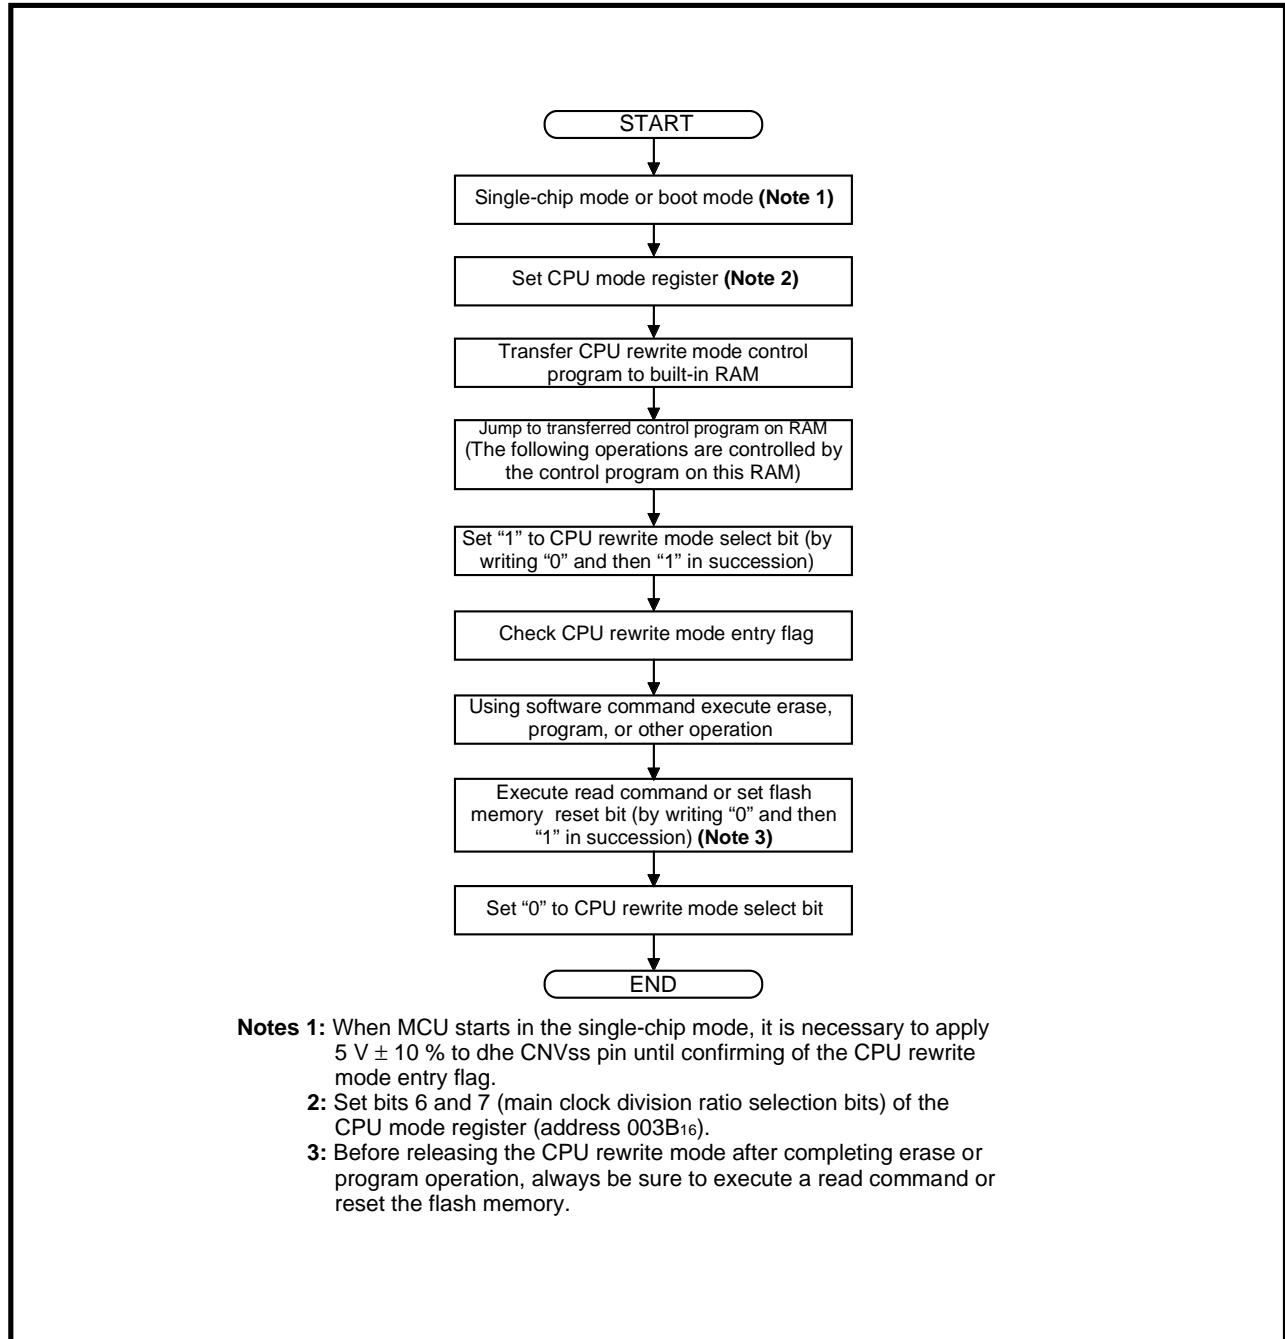 START
Single-chip mode or boot mode (Note 1)
Set CPU mode register (Note 2)
Transfer CPU rewrite mode control
program to built-in RAM
Jump to transferred control program on RAM
(The following operations are controlled by
the control program on this RAM)
Set “1” to CPU rewrite mode select bit (by
writing “0” and then “1” in succession)
Check CPU rewrite mode entry flag
Using software command execute erase,
program, or other operation
Execute read command or set flash
memory reset bit (by writing “0” and then
“1” in succession) (Note 3)
Set “0” to CPU rewrite mode select bit
END
Notes 1: When MCU starts in the single-chip mode, it is necessary to apply
5 V ± 10 % to dhe CNVss pin until confirming of the CPU rewrite
mode entry flag.
2: Set bits 6 and 7 (main clock division ratio selection bits) of the
CPU mode register (address 003B16).
3: Before releasing the CPU rewrite mode after completing erase or
program operation, always be sure to execute a read command or
reset the flash memory.